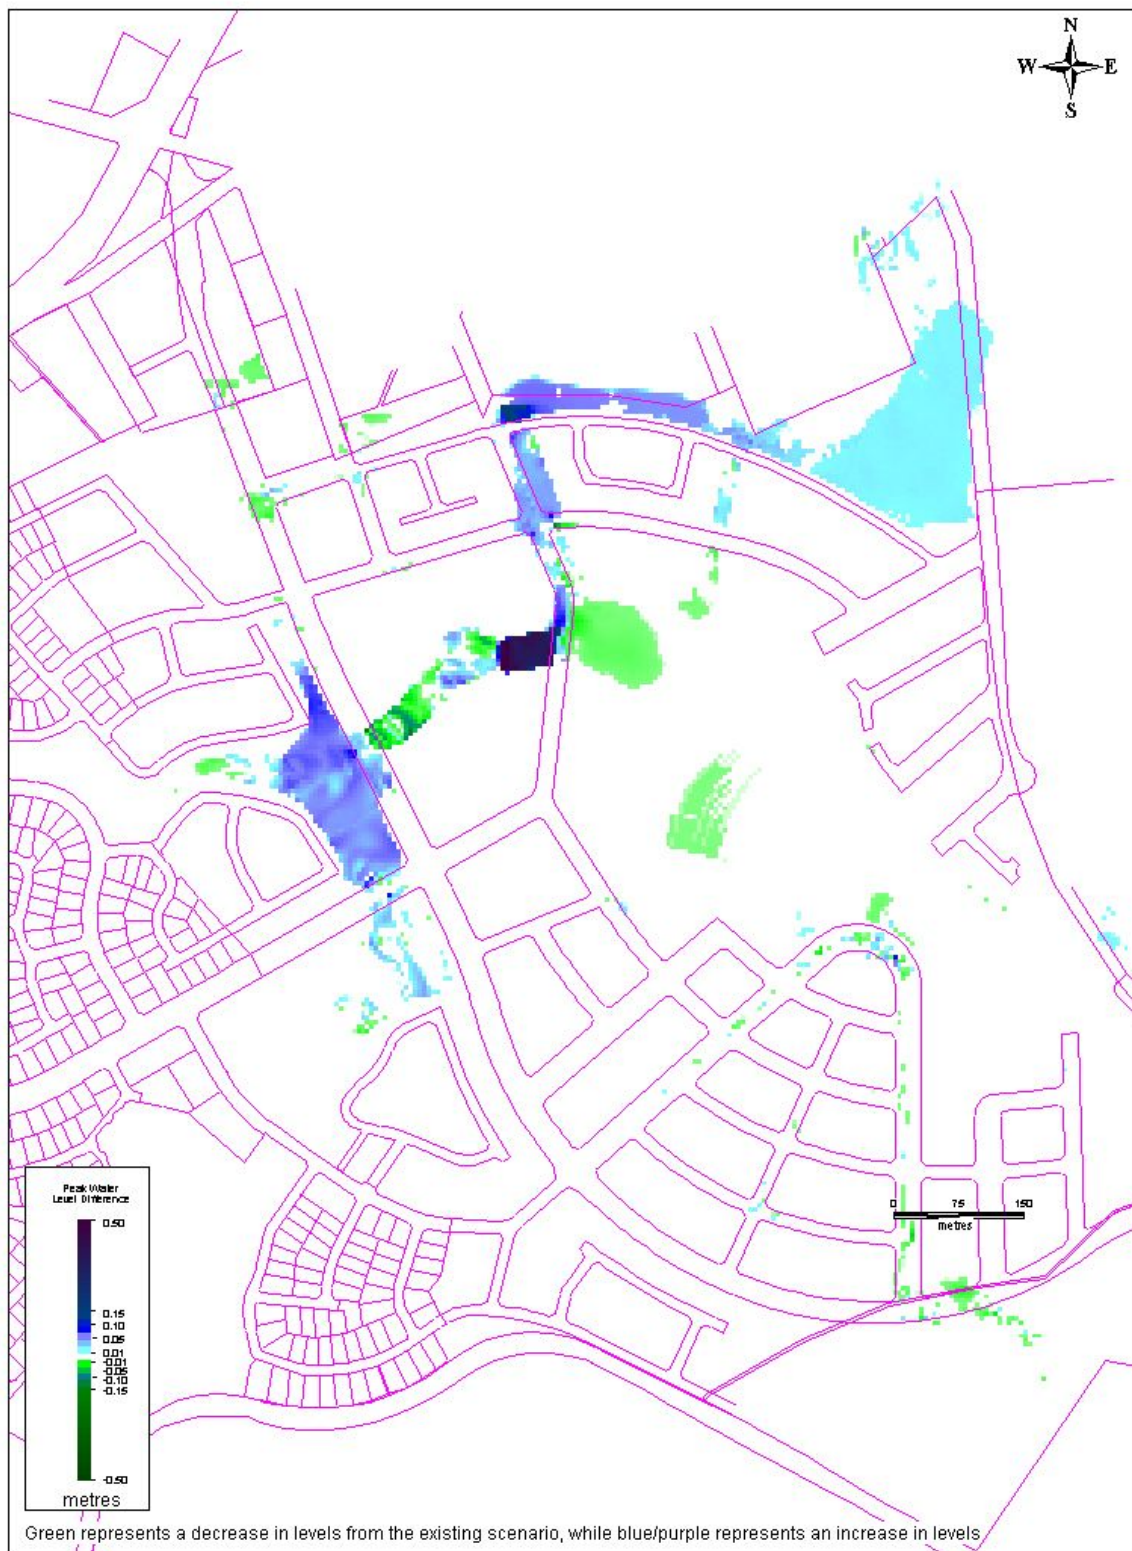 N
W E
S
0 75 150
metres
Peak Water
Level Difference
0.50
0.15
0.10
0.05
0.01
-0.01
-0.05
-0.10
-0.15
-0.50
metres
Green represents a decrease in levels from the existing scenario, while blue/purple represents an increase in levels